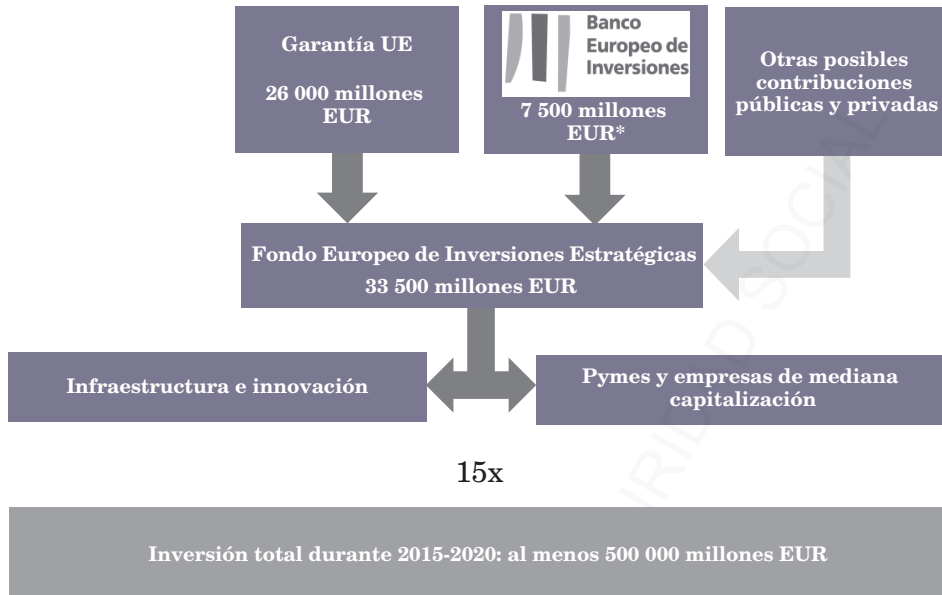 Garantía UE
26 000 millones
EUR
Banco
Europeo de
Inversiones
7 500 millones
EUR*
Otras posibles
contribuciones
públicas y privadas
Fondo Europeo de Inversiones Estratégicas
33 500 millones EUR
Infraestructura e innovación
Pymes y empresas de mediana
capitalización
15x
Inversión total durante 2015-2020: al menos 500 000 millones EUR